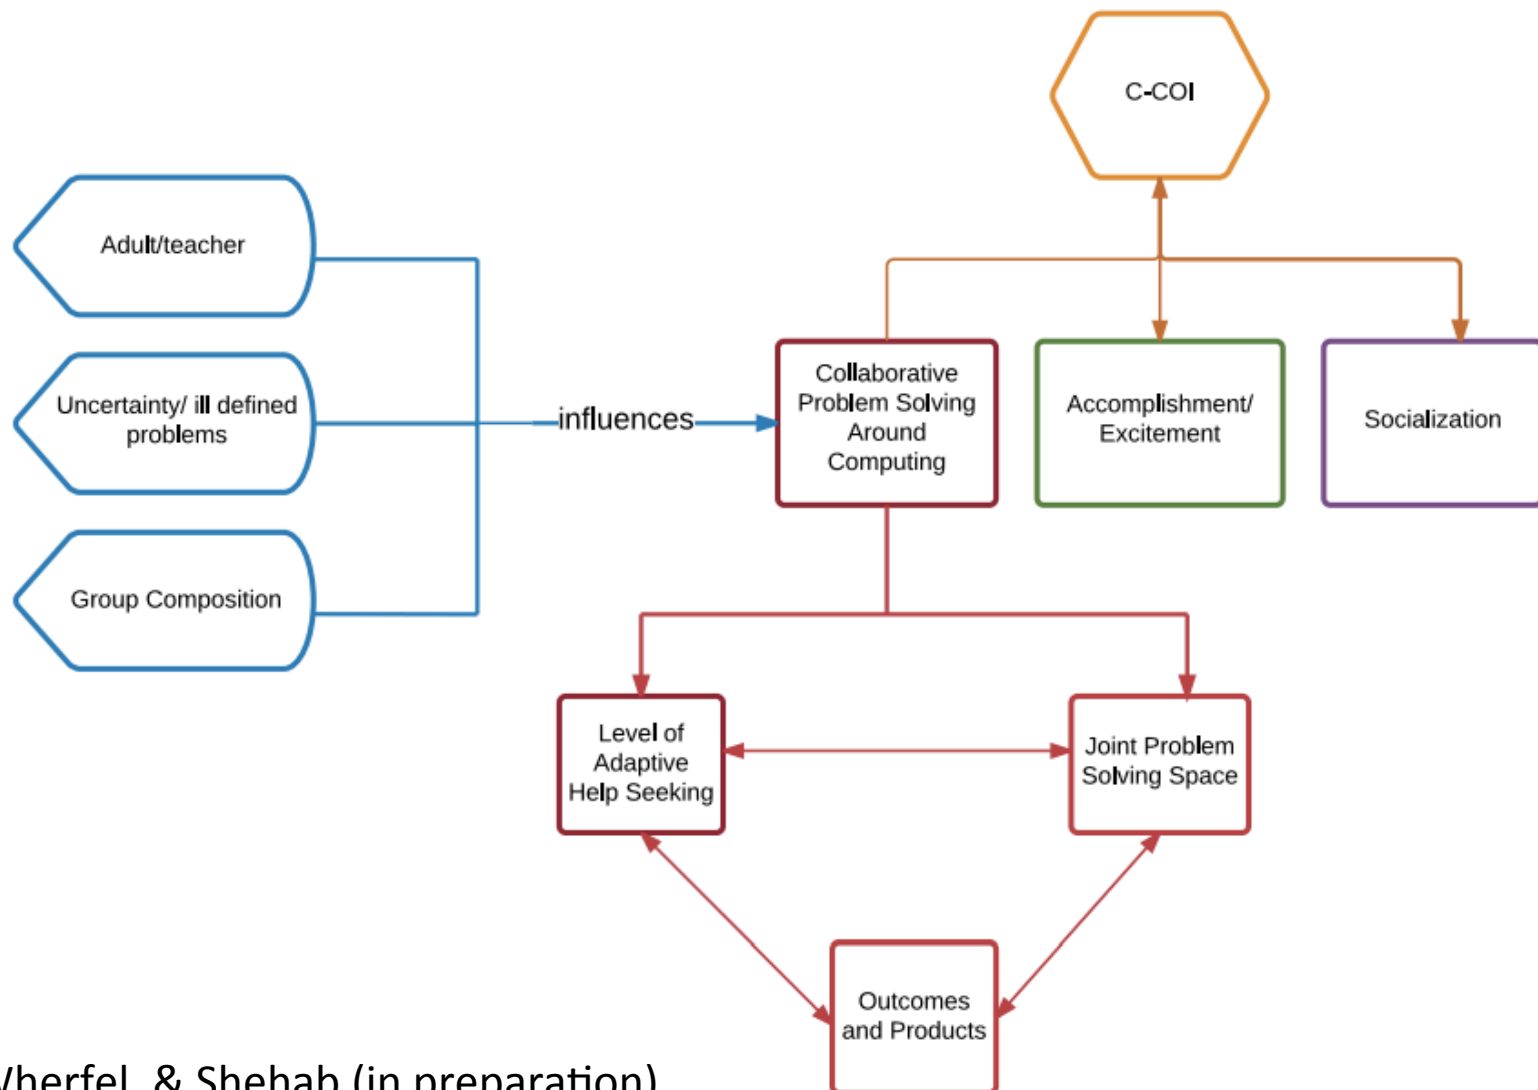 C-COI
Adult/teacher
Uncertainty/ ill defined
problems
Group Composition
influences
Collaborative
Problem Solving
Around
Computing
Accomplishment/
Excitement
Socialization
Level of
Adaptive
Help Seeking
Joint Problem
Solving Space
Outcomes
and Products
& Shehab (in preparation)